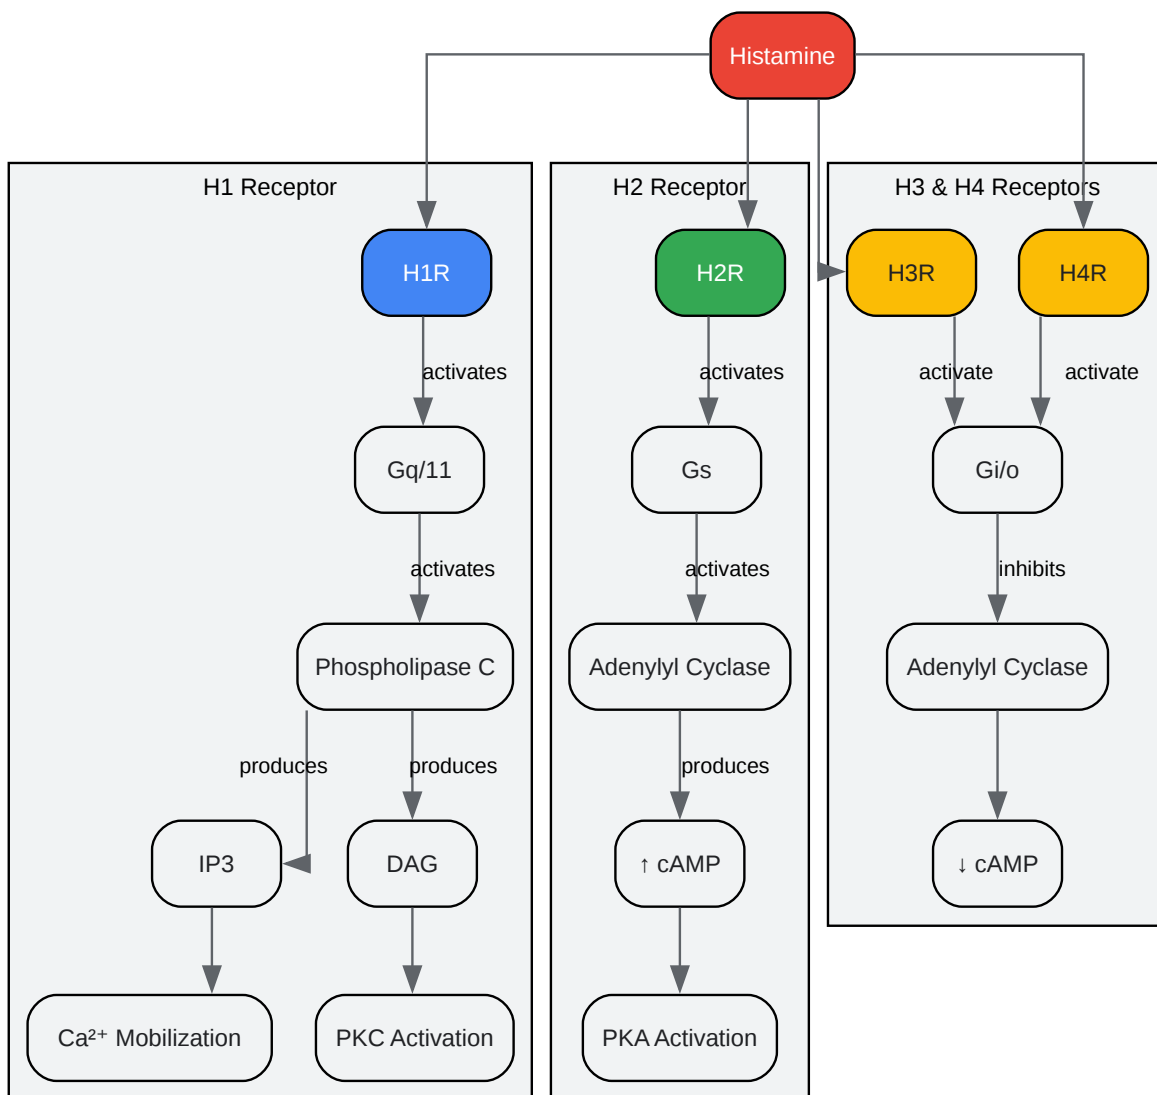 Histamine
H1 Receptor
H2 Receptor
H3 & H4 Receptors
H1R
H2R
H3R
H4R
activates
activates
activate
activate
Gq/11
Gs
Gi/o
activates
activates
inhibits
Phospholipase C
Adenylyl Cyclase
Adenylyl Cyclase
produces
produces
produces
IP3
DAG
↑ cAMP
↓ cAMP
Ca²⁺ Mobilization
PKC Activation
PKA Activation